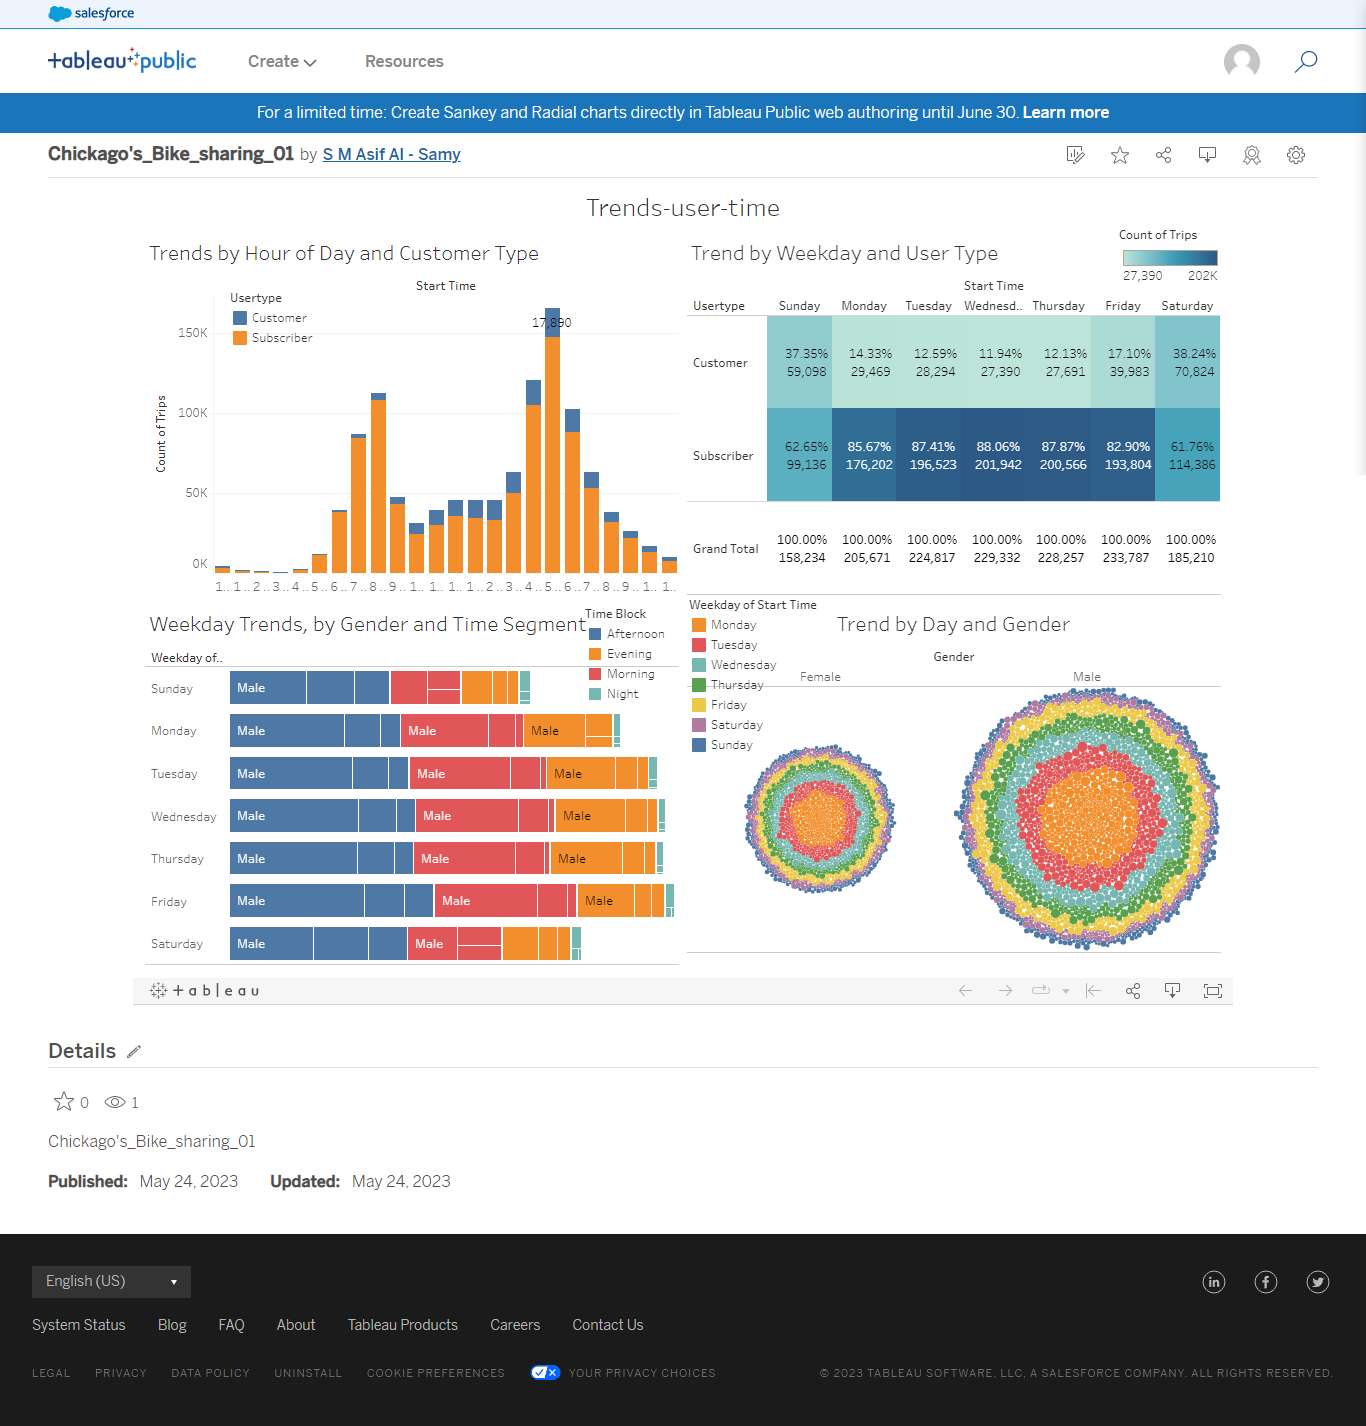 salesforce
+ableau public
Create
Resources
For a limited time: Create Sankey and Radial charts directly in Tableau Public web authoring until June 30. Learn more
Chickago's_Bike_sharing_01 by S M Asif Al - Samy
Trends-user-time
Trends by Hour of Day and Customer Type
Start Time
Usertype
Customer
Subscriber
17,890
Count of Trips
150K
100K
50K
0K
1.. 1.. 2.. 3.. 4.. 5.. 6.. 7.. 8.. 9.. 1.. 1.. 1.. 1.. 2.. 3.. 4.. 5.. 6.. 7.. 8.. 9.. 1.. 1..
Trend by Weekday and User Type
Count of Trips
27,390 202K
Start Time
Usertype Sunday Monday Tuesday Wednesd.. Thursday Friday Saturday
Customer
37.35% 14.33% 12.59% 11.94% 12.13% 17.10% 38.24%
59,098 29,469 28,294 27,390 27,691 39,983 70,824
Subscriber
62.65% 85.67% 87.41% 88.06% 87.87% 82.90% 61.76%
99,136 176,202 196,523 201,942 200,566 193,804 114,386
Grand Total
100.00% 100.00% 100.00% 100.00% 100.00% 100.00% 100.00%
158,234 205,671 224,817 229,332 228,257 233,787 185,210
Weekday Trends, by Gender and Time Segment
Time Block
Afternoon
Evening
Morning
Night
Weekday of..
Sunday Male
Monday Male Male Male
Tuesday Male Male Male
Wednesday Male Male Male
Thursday Male Male Male
Friday Male Male Male
Saturday Male Male
Weekday of Start Time
Monday
Tuesday
Wednesday
Thursday
Friday
Saturday
Sunday
Trend by Day and Gender
Gender
Female Male
+ableau
Details
0 1
Chickago's_Bike_sharing_01
Published: May 24, 2023 Updated: May 24, 2023
English (US)
System Status Blog FAQ About Tableau Products Careers Contact Us
LEGAL PRIVACY DATA POLICY UNINSTALL COOKIE PREFERENCES YOUR PRIVACY CHOICES © 2023 TABLEAU SOFTWARE, LLC, A SALESFORCE COMPANY. ALL RIGHTS RESERVED.